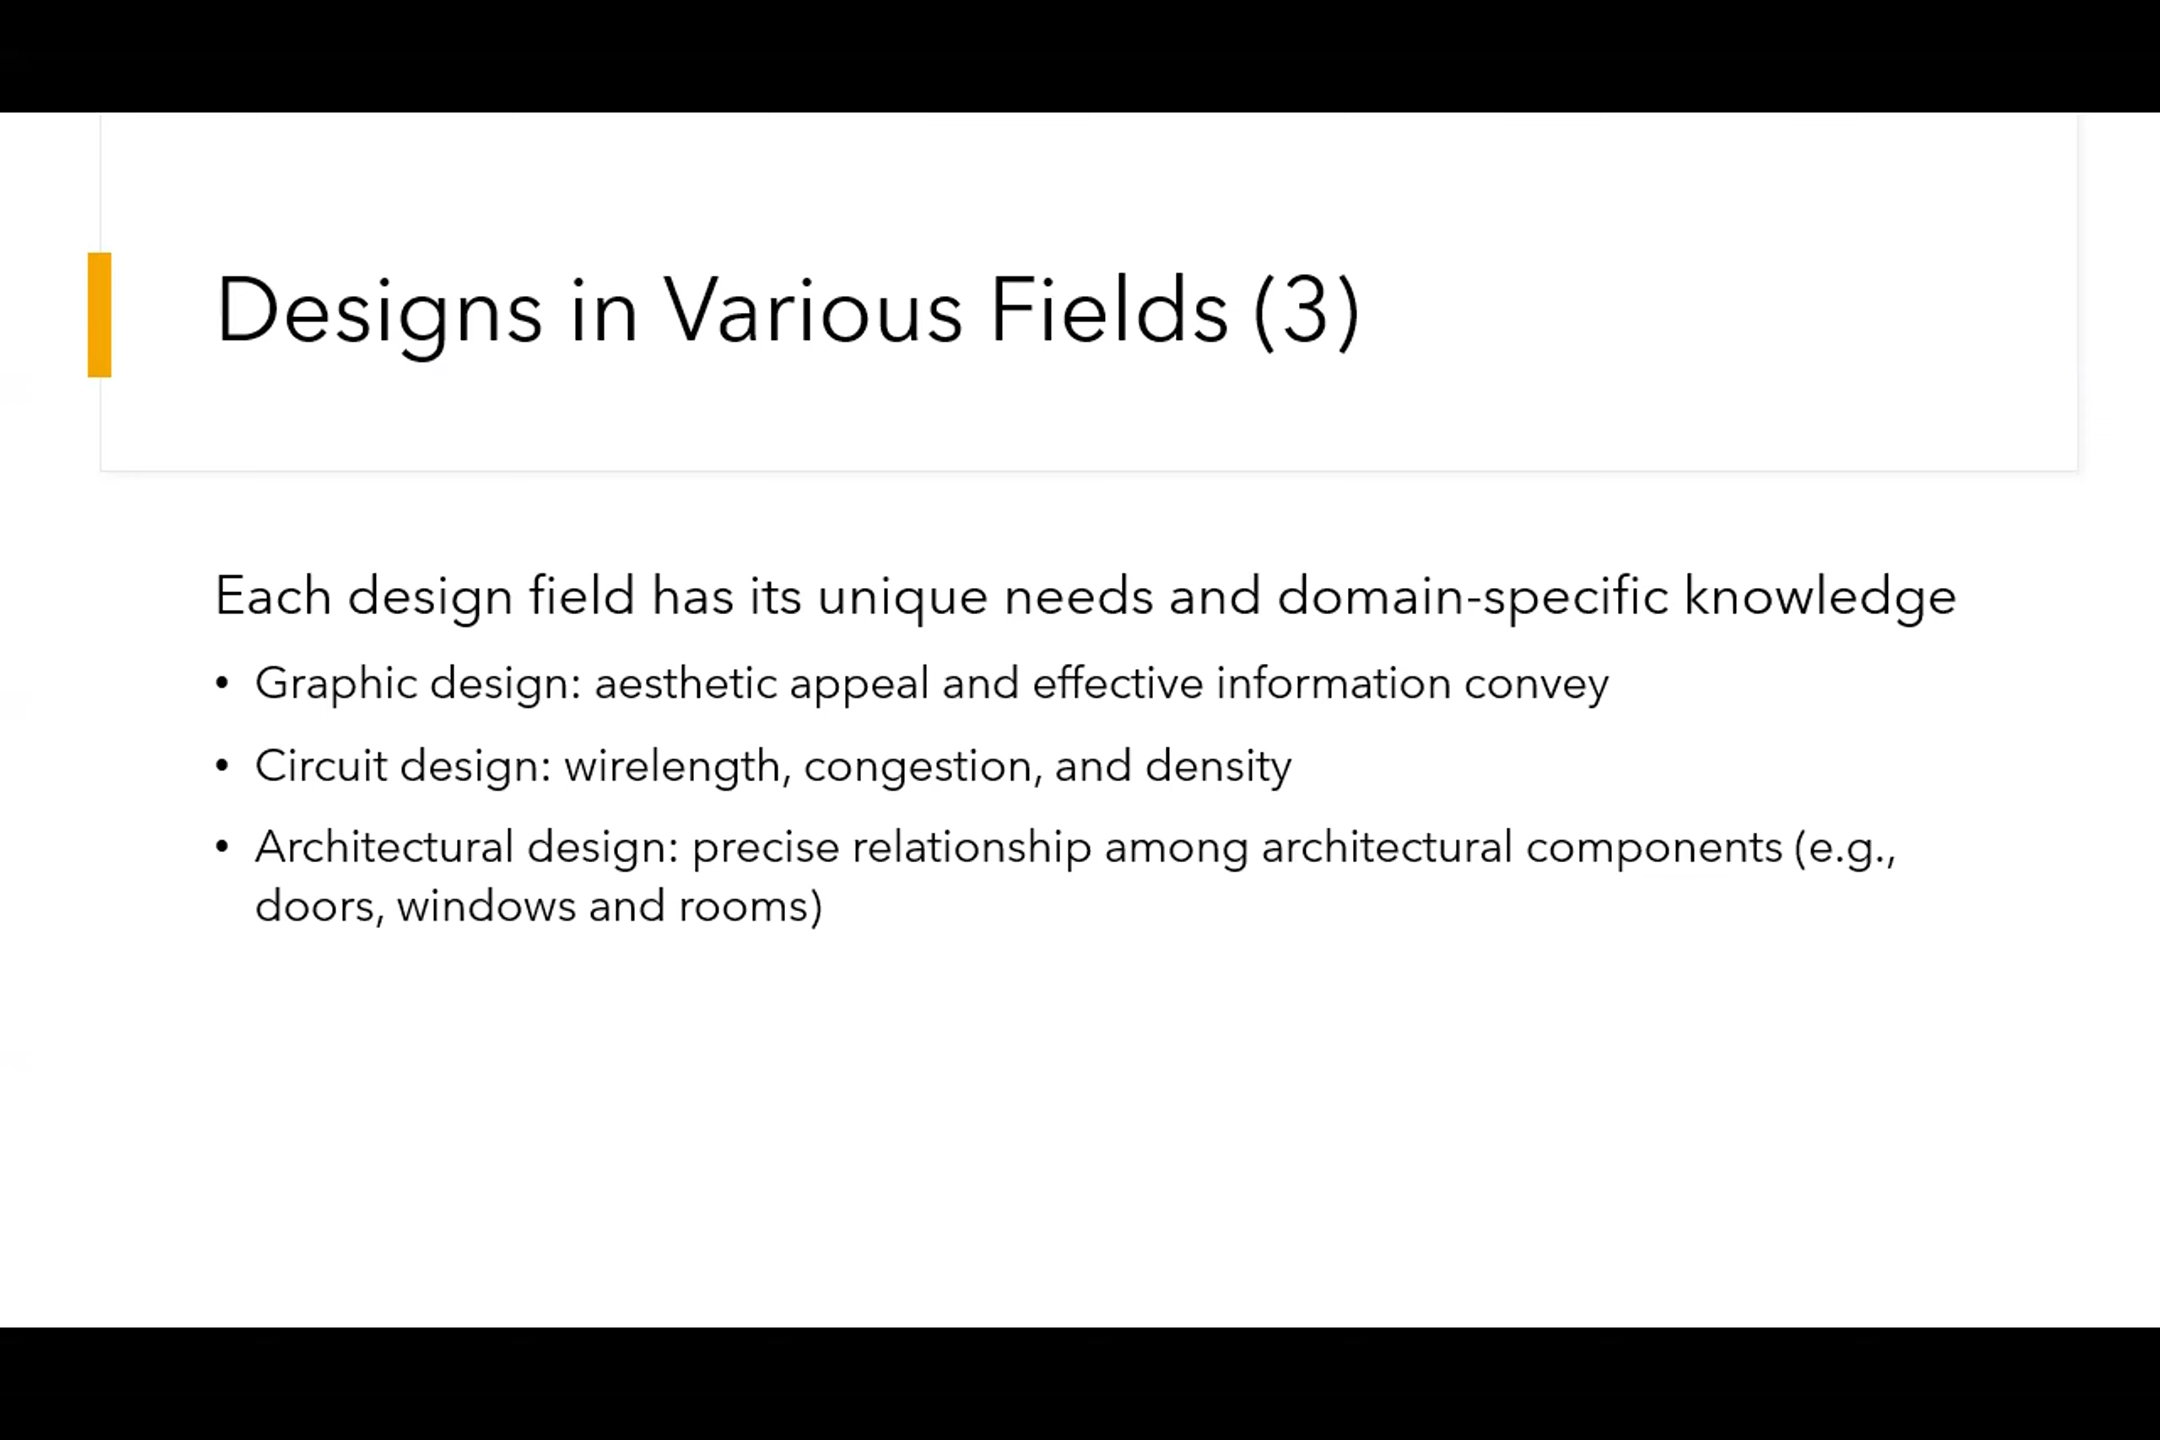 Designs in Various Fields (3)
Each design field has its unique needs and domain-specific knowledge
• Graphic design: aesthetic appeal and effective information convey
• Circuit design: wirelength, congestion, and density
• Architectural design: precise relationship among architectural components (e.g.,
doors, windows and rooms)